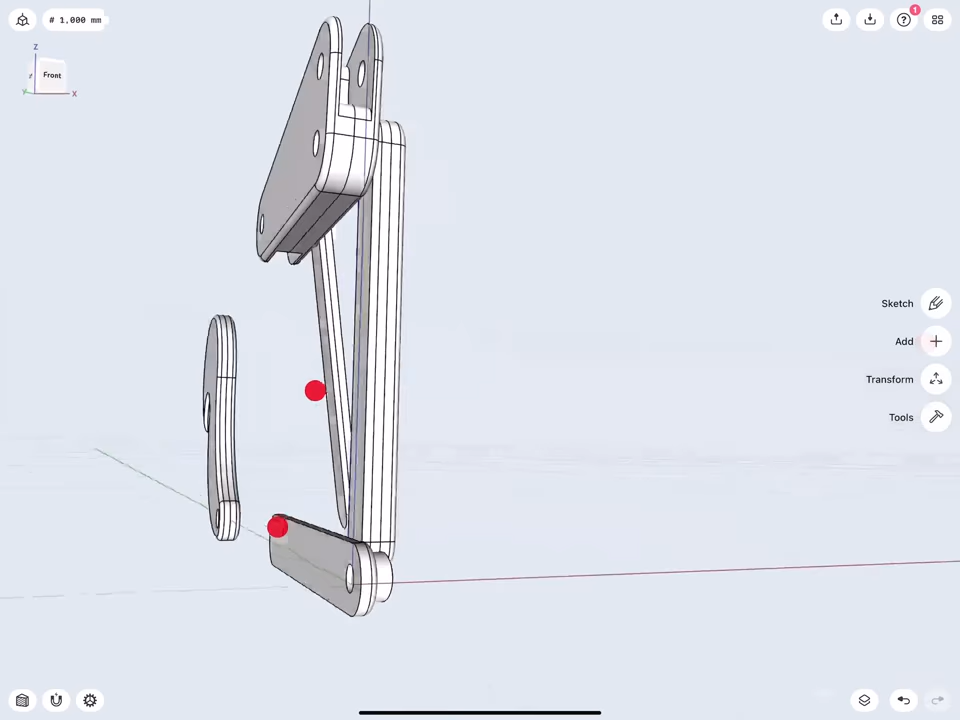 # 1,000 mm
1
Z
Front
Y
X
Sketch
Add
Transform
Tools